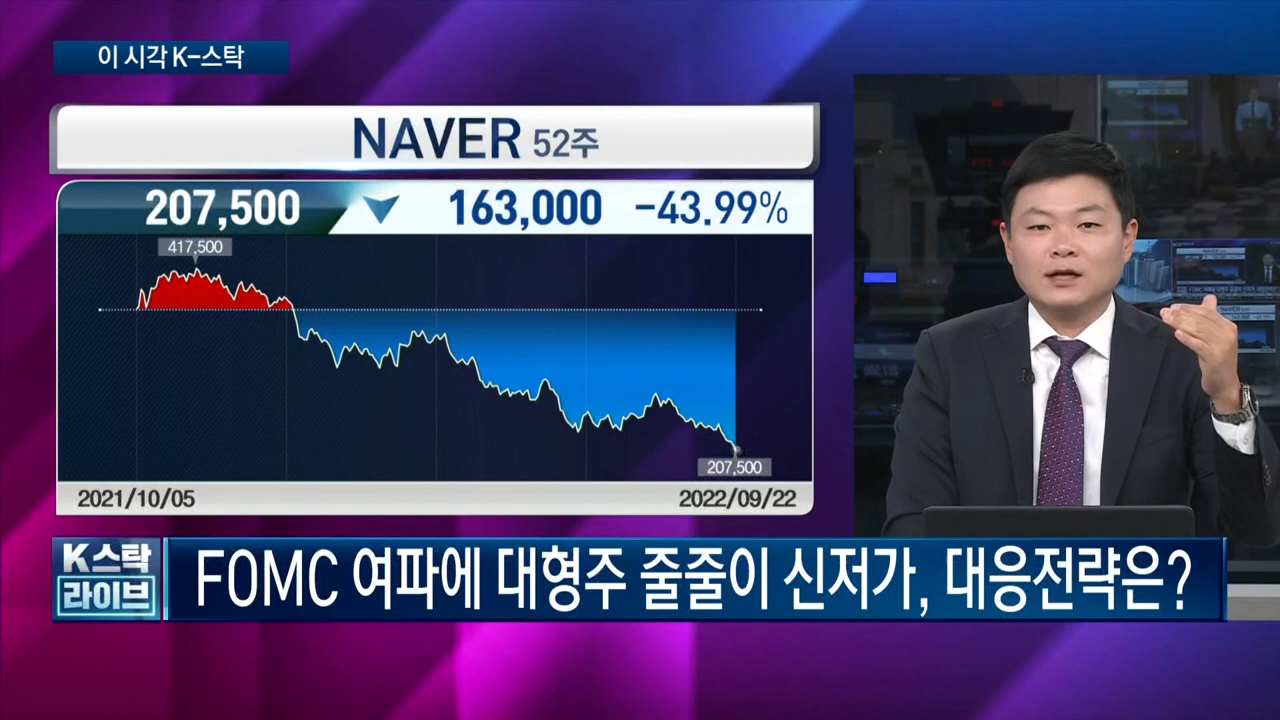 이 시각 K-스탁
NAVER 52주
207,500 ▼ 163,000 -43.99%
417,500
207,500
2021/10/05 2022/09/22
K스탁
라이브
FOMC 여파에 대형주 줄줄이 신저가, 대응전략은?